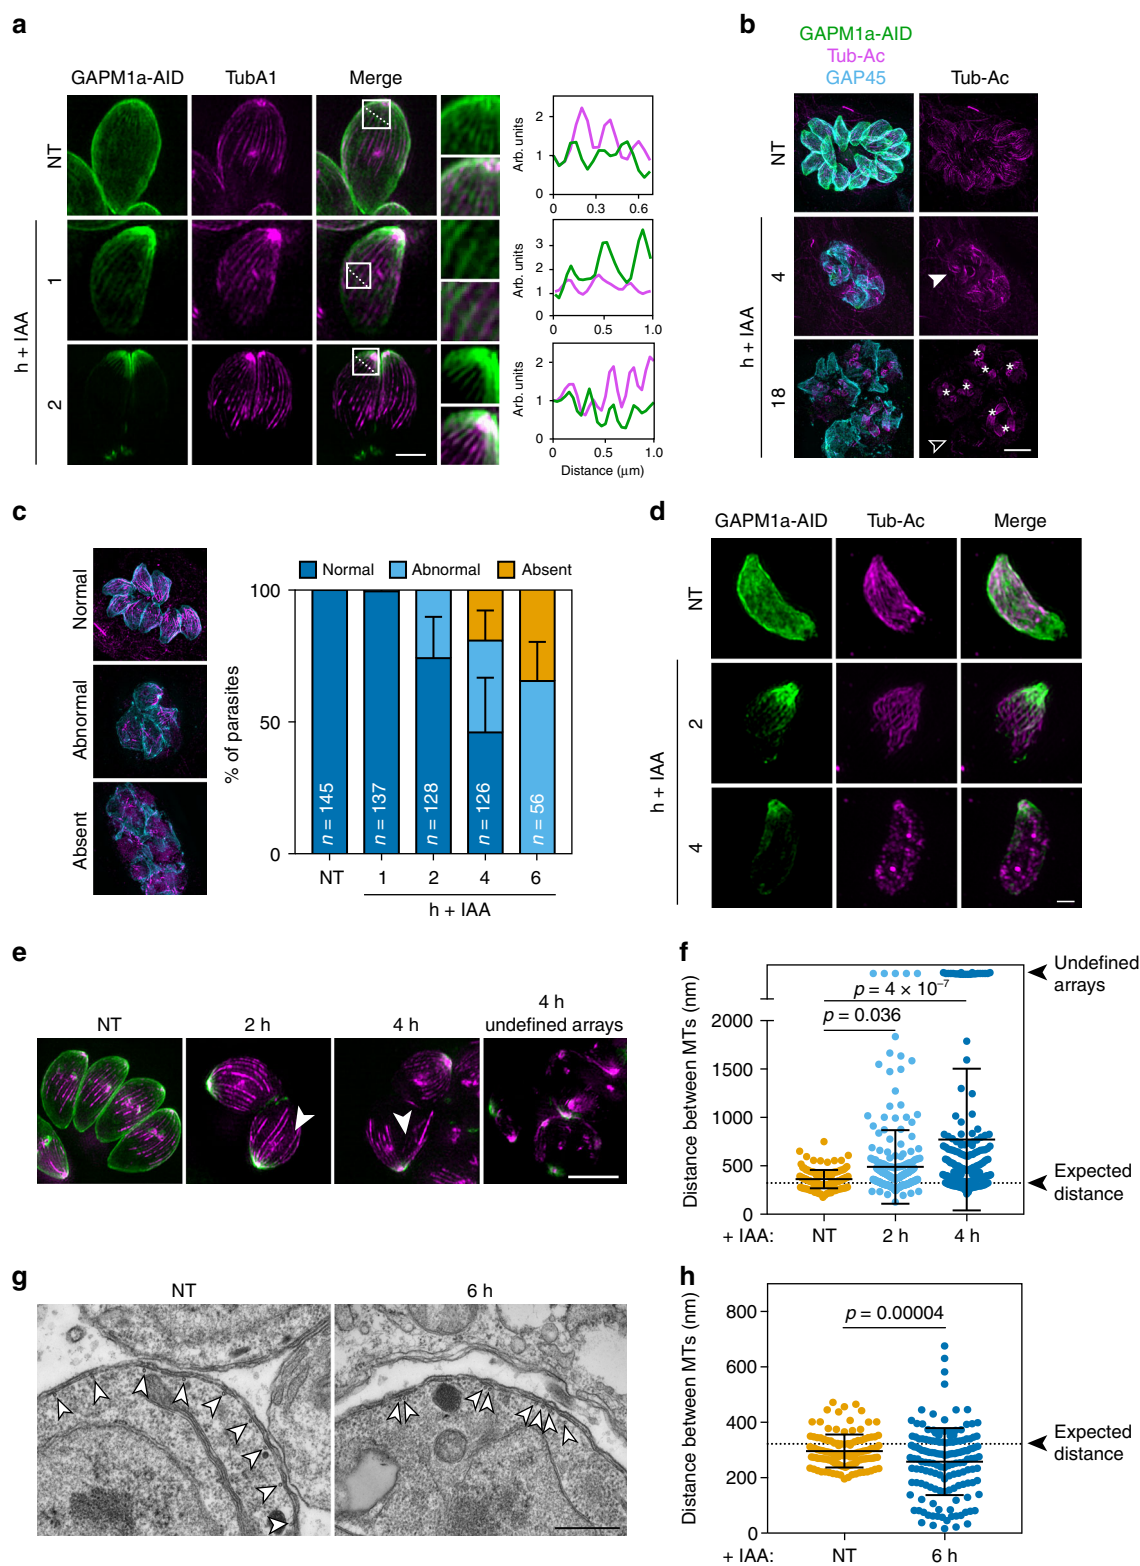 a
GAPM1a-AID TubA1 Merge
NT
1
2
h + IAA
Arb. units
2
1
0
0 0.3 0.6
Arb. units
3
2
1
0
0 0.5 1.0
Arb. units
2
1
0
0 0.5 1.0
Distance (μm)
b
GAPM1a-AID
Tub-Ac
GAP45 Tub-Ac
NT
4
18
h + IAA
* * * * * *
c
Normal
Abnormal
Absent
Normal Abnormal Absent
% of parasites
100
50
0
n = 145 n = 137 n = 128 n = 126 n = 56
NT 1 2 4 6
h + IAA
d
GAPM1a-AID Tub-Ac Merge
NT
2
4
h + IAA
e
NT 2 h 4 h 4 h
undefined arrays
f
Distance between MTs (nm)
2000
1500
1000
500
0
p = 4 × 10⁻⁷
p = 0.036
Undefined
arrays
Expected
distance
+ IAA: NT 2 h 4 h
g
NT 6 h
h
Distance between MTs (nm)
800
600
400
200
0
p = 0.00004
Expected
distance
+ IAA: NT 6 h